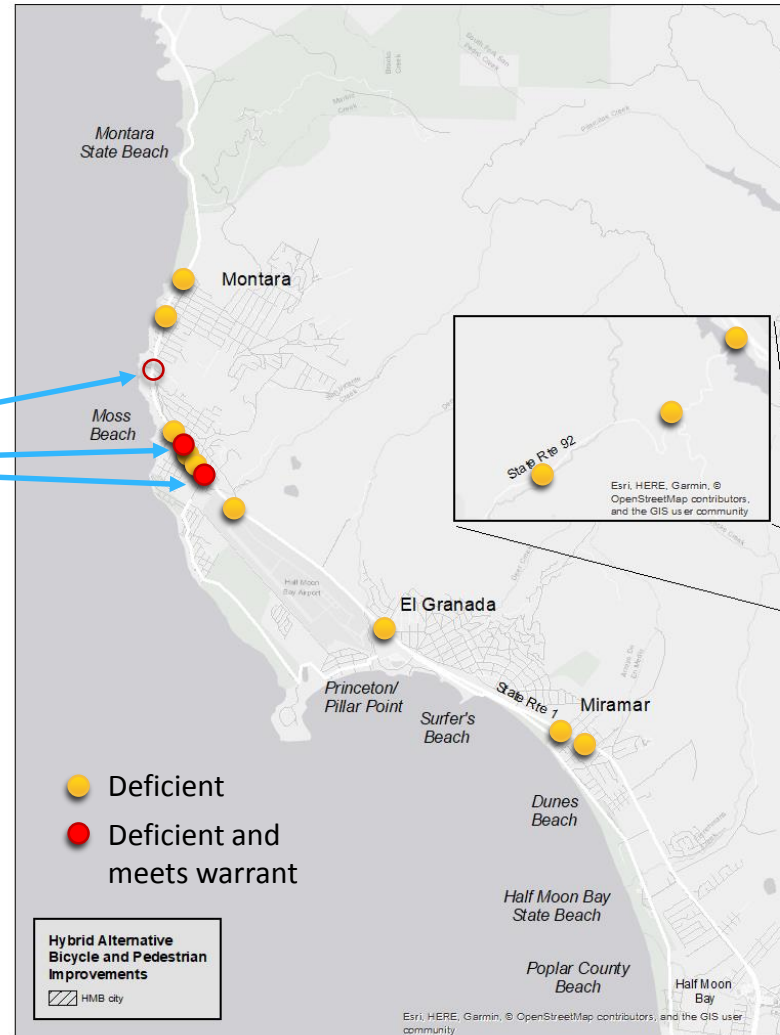 Montara
State Beach
Montara
Moss
Beach
State Rte 92
Esri, HERE, Garmin, ©
OpenStreetMap contributors,
and the GIS user community
Half Moon
Bay Airport
El Granada
Princeton/
Pillar Point
Surfer's
Beach
State Rte 1
Miramar
Deficient
Deficient and
meets warrant
Dunes
Beach
Half Moon Bay
State Beach
Poplar County
Beach
Half Moon
Bay
Hybrid Alternative
Bicycle and Pedestrian
Improvements
HMB city
Esri, HERE, Garmin, © OpenStreetMap contributors, and the GIS user
community